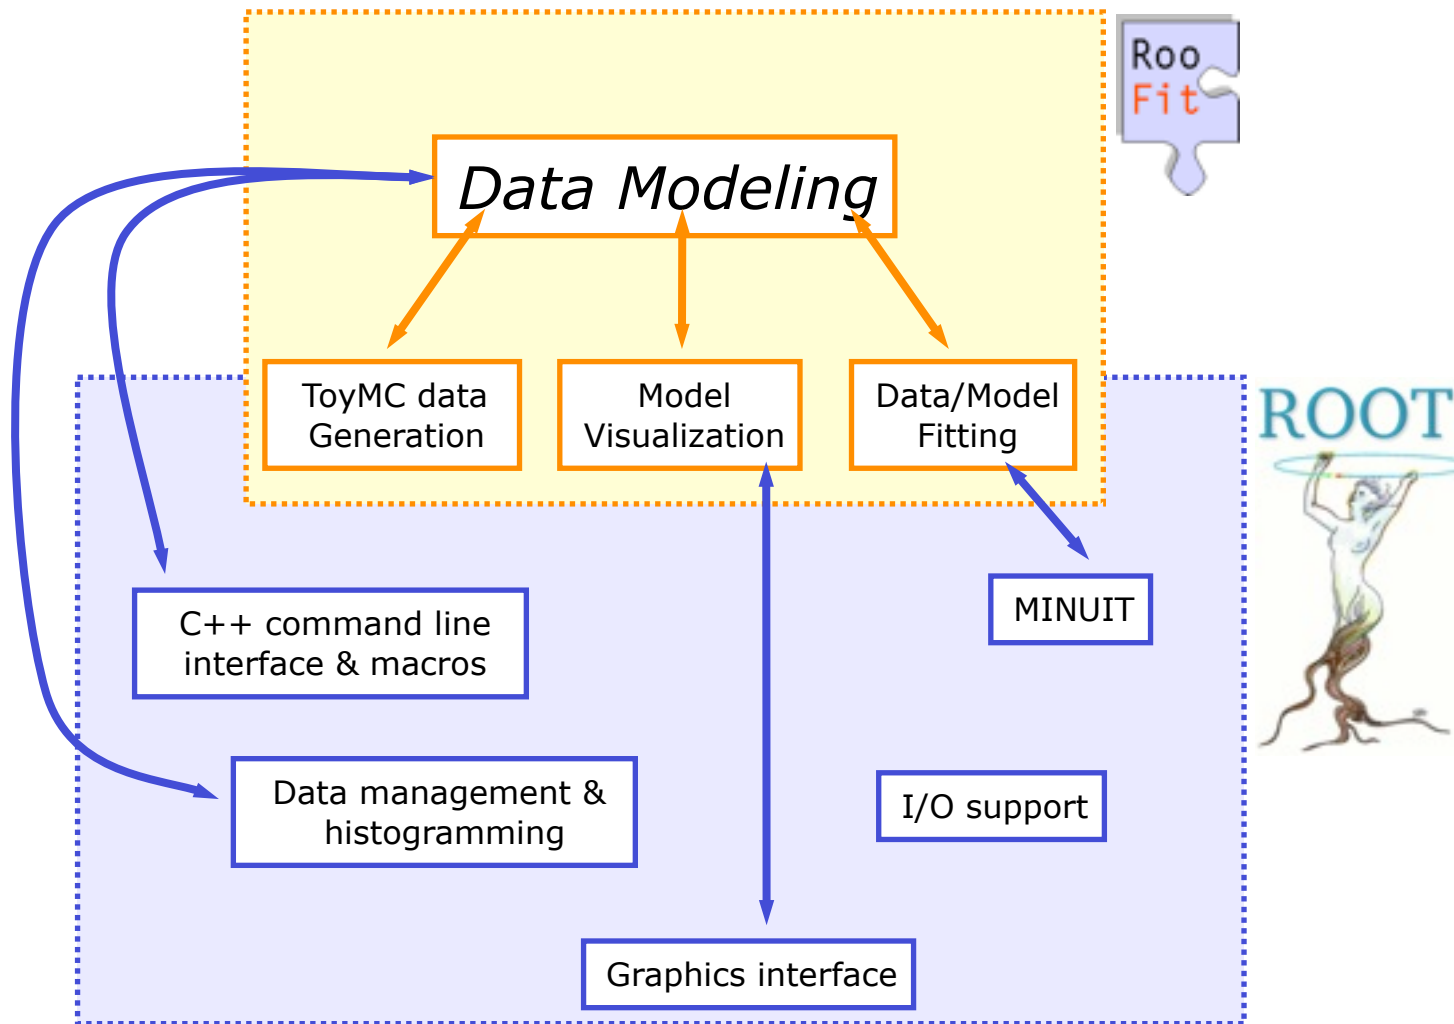 Roo
Fit
Data Modeling
ToyMC data
Generation
Model
Visualization
Data/Model
Fitting
ROOT
C++ command line
interface & macros
MINUIT
Data management &
histogramming
I/O support
Graphics interface